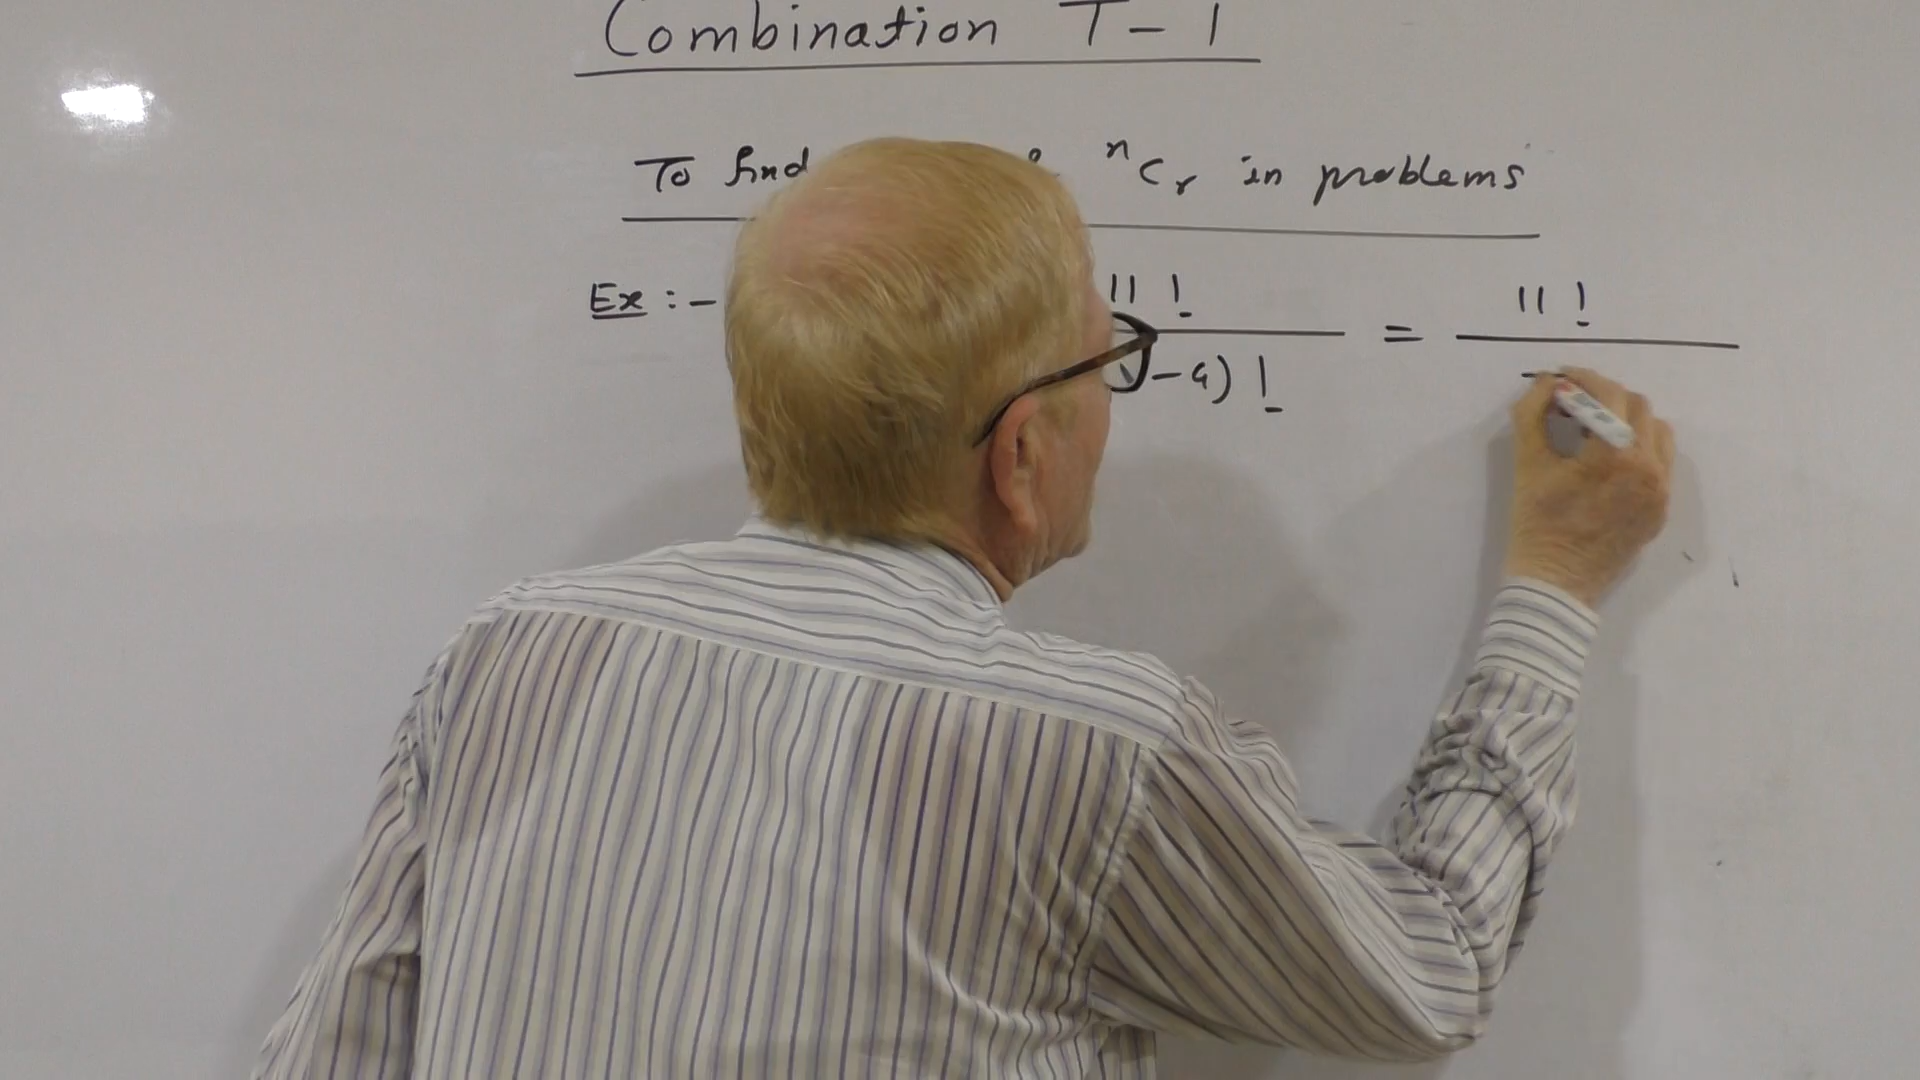 Combination T-1
To find nCr in problems
Ex :- 11 ! = 11 !
-4) !